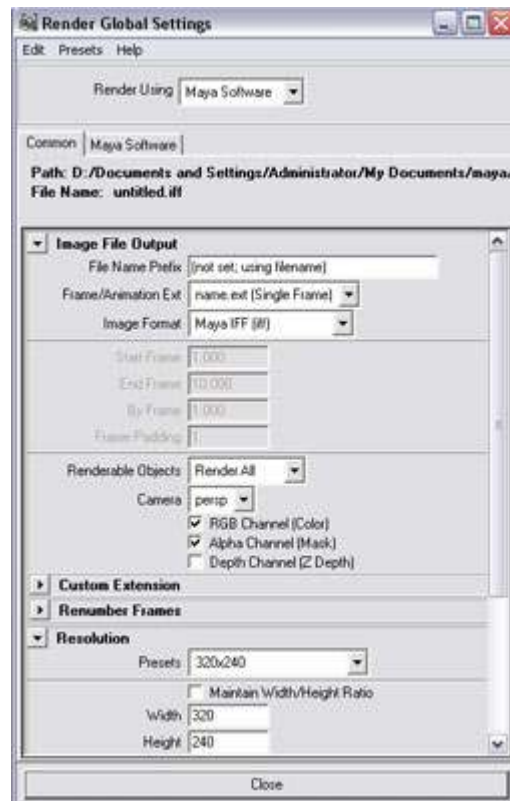 Render Global Settings
Edit Presets Help
Render Using Maya Software
Common Maya Software
Path: D:/Documents and Settings/Administrator/My Documents/maya/
File Name: untitled.iff
Image File Output
File Name Prefix (not set; using filename)
Frame/Animation Ext name.ext (Single Frame)
Image Format Maya IFF (iff)
Start Frame 1.000
End Frame 10.000
By Frame 1.000
Frame Padding 1
Renderable Objects Render All
Camera persp
RGB Channel (Color)
Alpha Channel (Mask)
Depth Channel (Z Depth)
Custom Extension
Renumber Frames
Resolution
Presets 320x240
Maintain Width/Height Ratio
Width 320
Height 240
Close